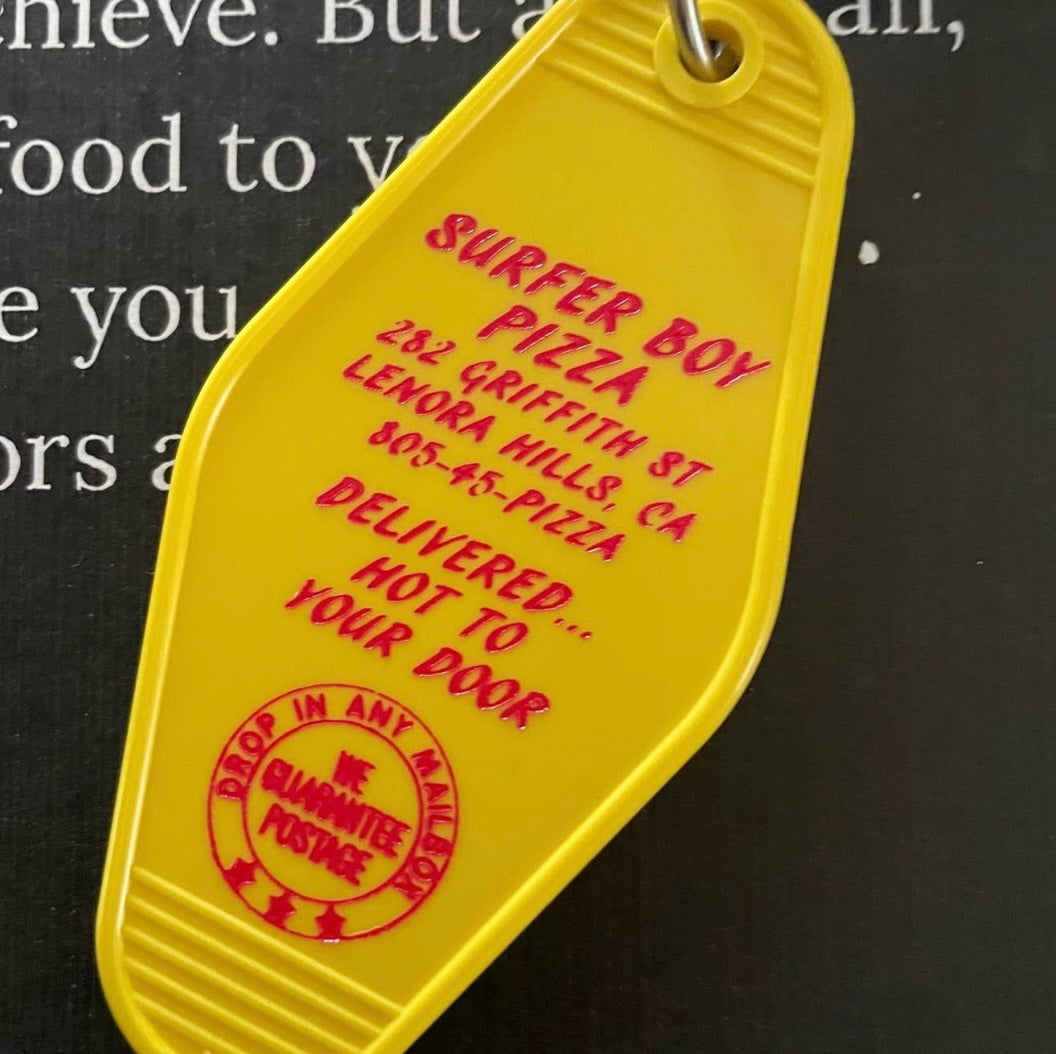 chieve. But a all,
food to y
e you
ors a
SURFER BOY
PIZZA
282 GRIFFITH ST
LENORA HILLS, CA
805-45-PIZZA
DELIVERED...
HOT TO
YOUR DOOR
DROP IN ANY MAILBOX
WE
GUARANTEE
POSTAGE